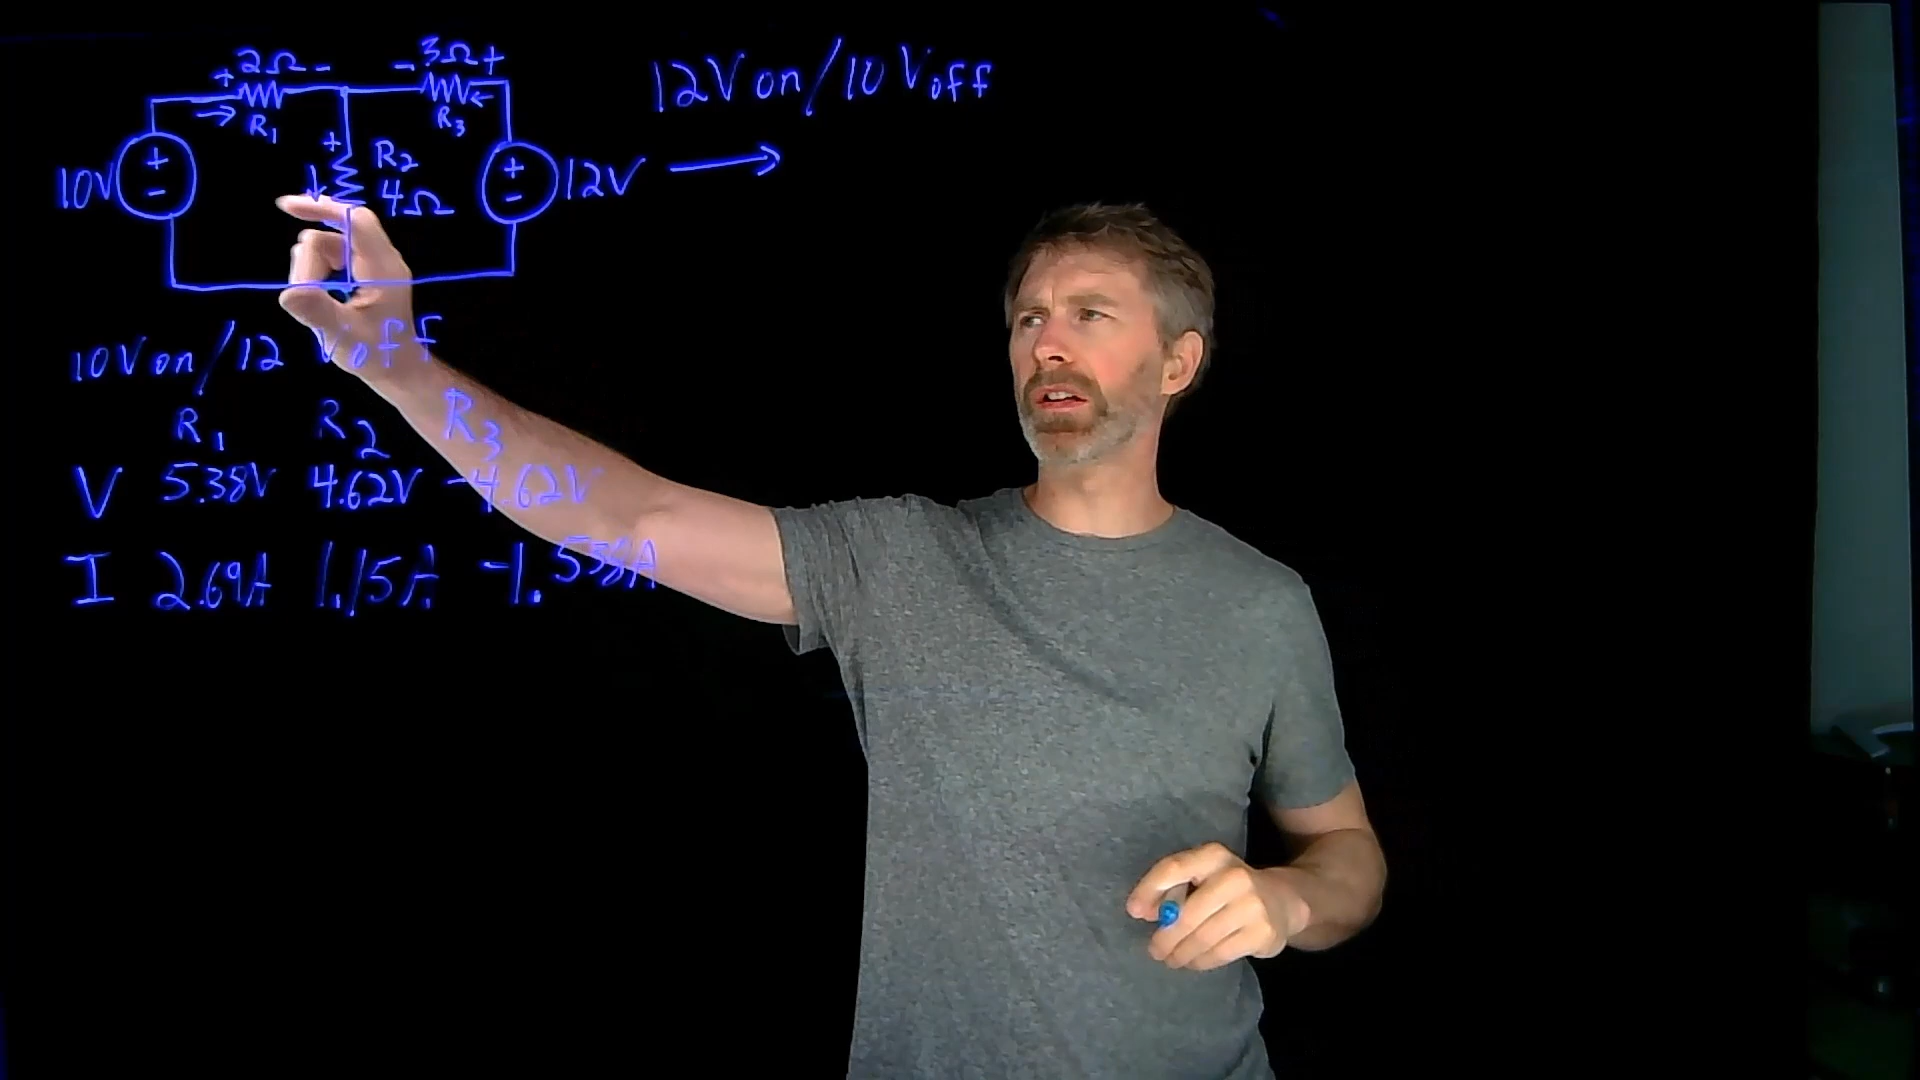 + 2Ω - - 3Ω +
R1 R3
10V + - + R2 4Ω + - 12V
12V on/10 V off
10V on/12 V off
R1 R2 R3
V 5.38V 4.62V -4.62V
I 2.69A 1.15A -1.538A